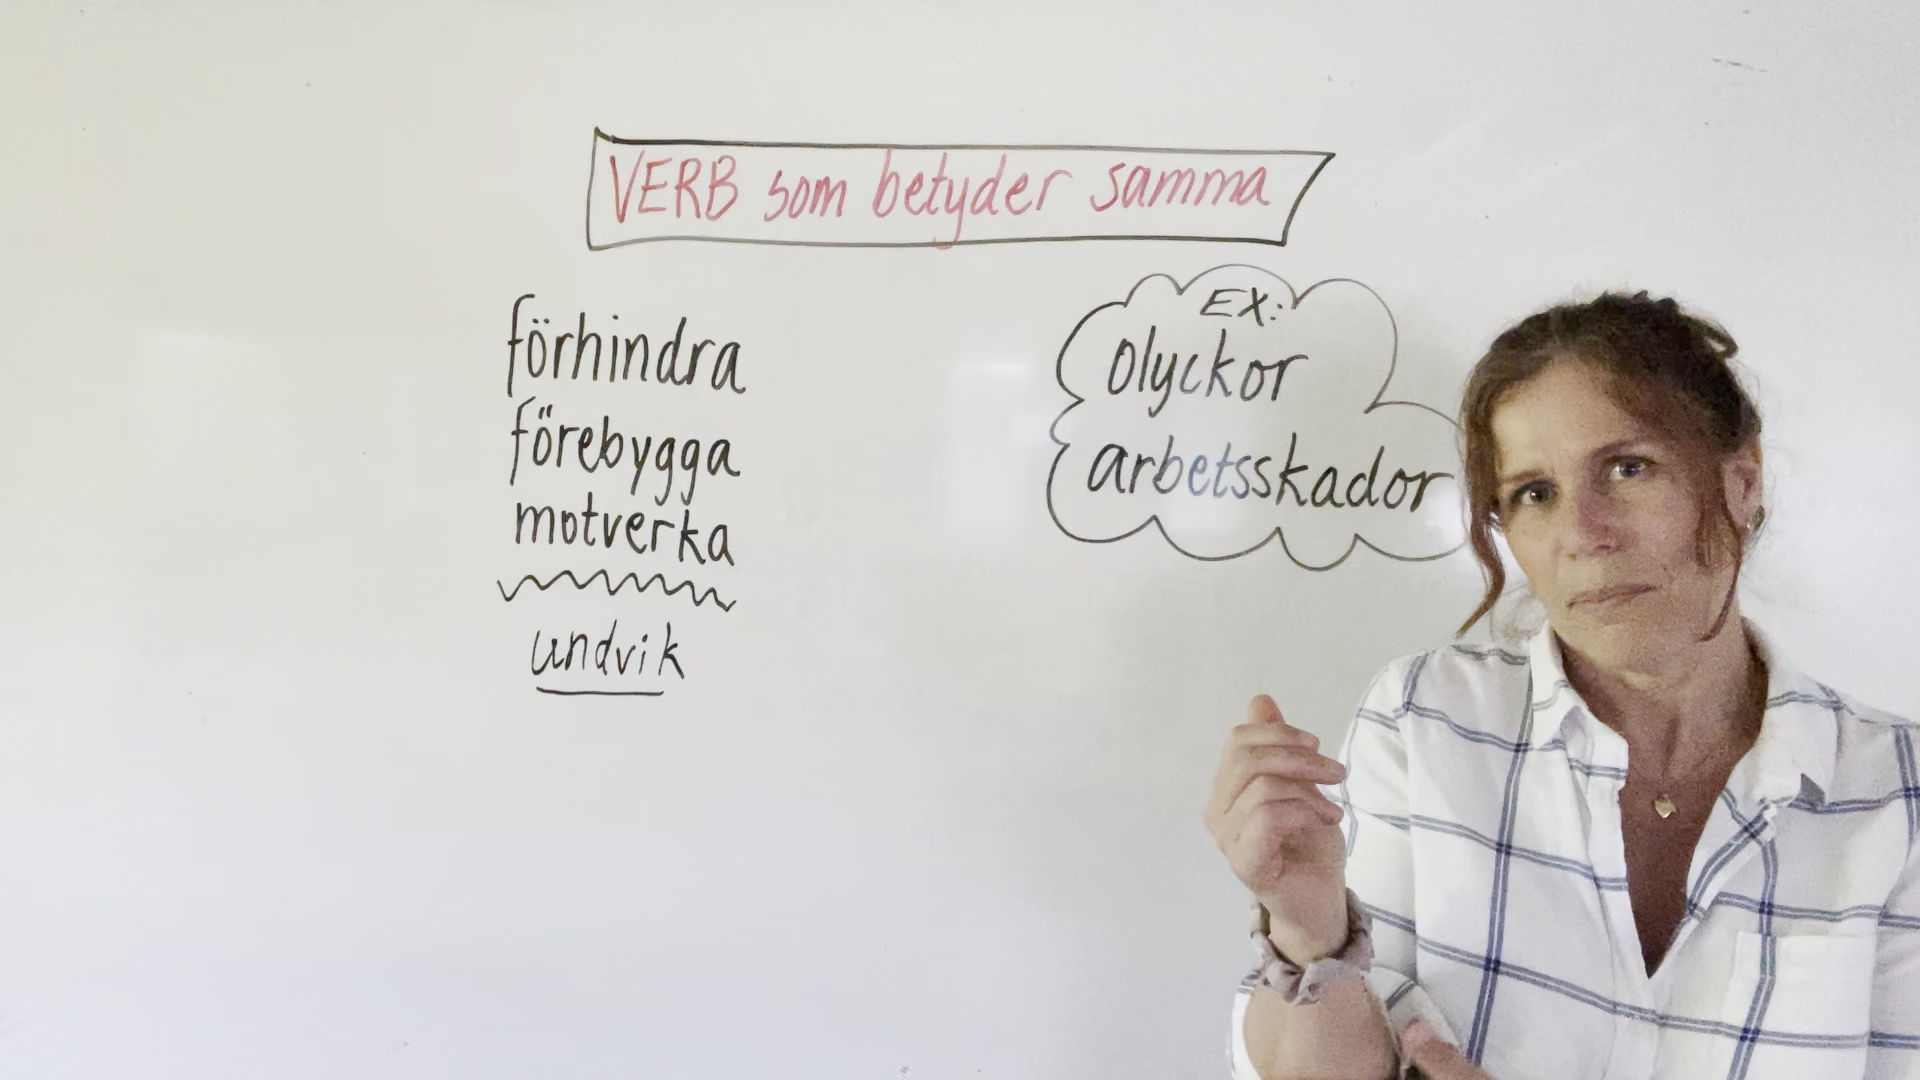 VERB som betyder samma
förhindra
förebygga
motverka
undvik
EX:
olyckor
arbetsskador